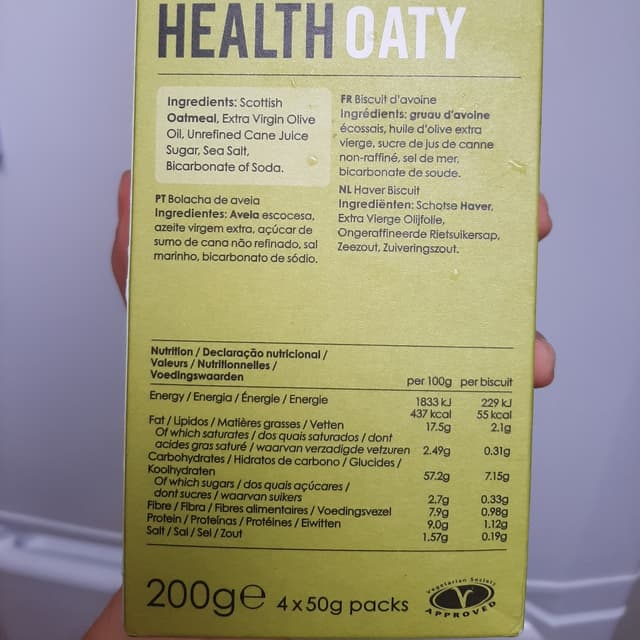 HEALTH OATY
Ingredients: Scottish
Oatmeal, Extra Virgin Olive
Oil, Unrefined Cane Juice
Sugar, Sea Salt,
Bicarbonate of Soda.
PT Bolacha de aveia
Ingredientes: Aveia escocesa,
azeite virgem extra, açúcar de
sumo de cana não refinado, sal
marinho, bicarbonato de sódio.
FR Biscuit d'avoine
Ingrédients: gruau d'avoine
écossais, huile d'olive extra
vierge, sucre de jus de canne
non-raffiné, sel de mer,
bicarbonate de soude.
NL Haver Biscuit
Ingrediënten: Schotse Haver,
Extra Vierge Olijfolie,
Ongeraffineerde Rietsuikersap,
Zeezout, Zuiveringszout.
Nutrition / Declaração nutricional /
Valeurs / Nutritionnelles /
Voedingswaarden per 100g per biscuit
Energy / Energia / Énergie / Energie 1833 kJ 229 kJ
437 kcal 55 kcal
Fat / Lípidos / Matières grasses / Vetten 17.5g 2.1g
Of which saturates / dos quais saturados / dont
acides gras saturé / waarvan verzadigde vetzuren 2.49g 0.31g
Carbohydrates / Hidratos de carbono / Glucides /
Koolhydraten 57.2g 7.15g
Of which sugars / dos quais açúcares /
dont sucres / waarvan suikers 2.7g 0.33g
Fibre / Fibra / Fibres alimentaires / Voedingsvezel 7.9g 0.98g
Protein / Proteínas / Protéines / Eiwitten 9.0g 1.12g
Salt / Sal / Sel / Zout 1.57g 0.19g
200g e 4 x 50g packs
Vegetarian Society
V
APPROVED